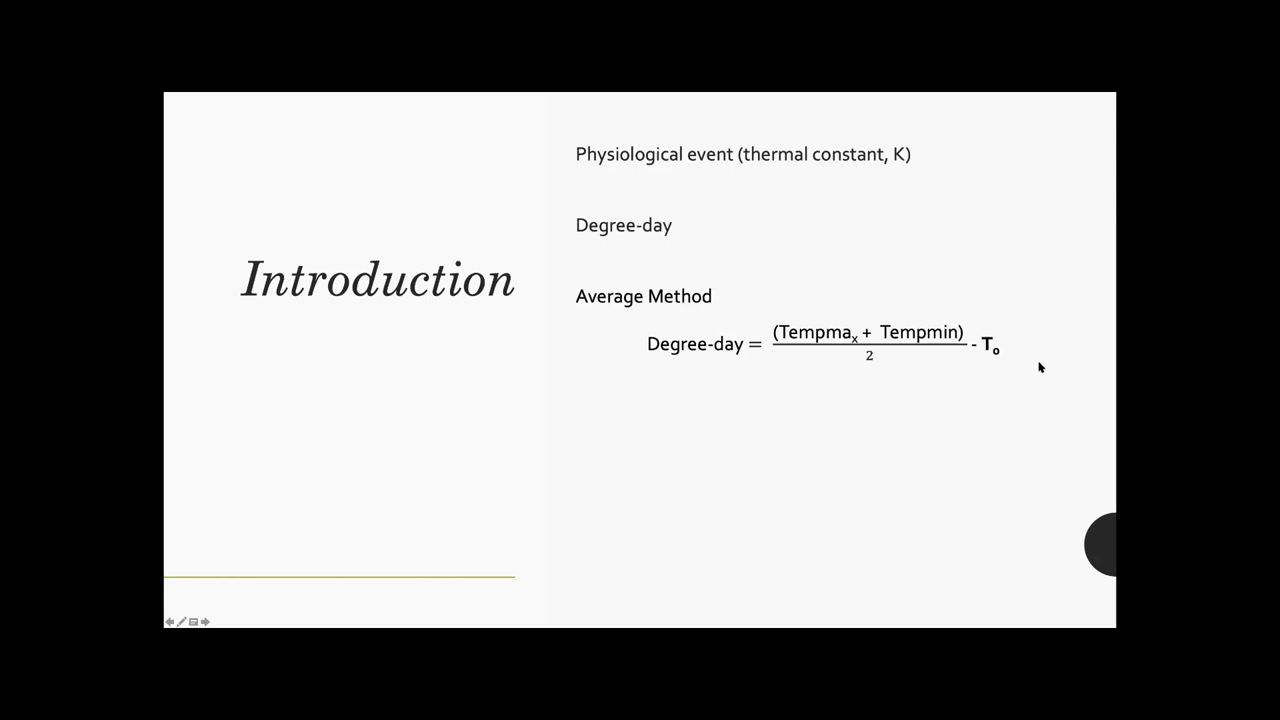 Introduction
Physiological event (thermal constant, K)
Degree-day
Average Method
Degree-day = (Tempmaₓ + Tempmin) / 2 - Tₒ